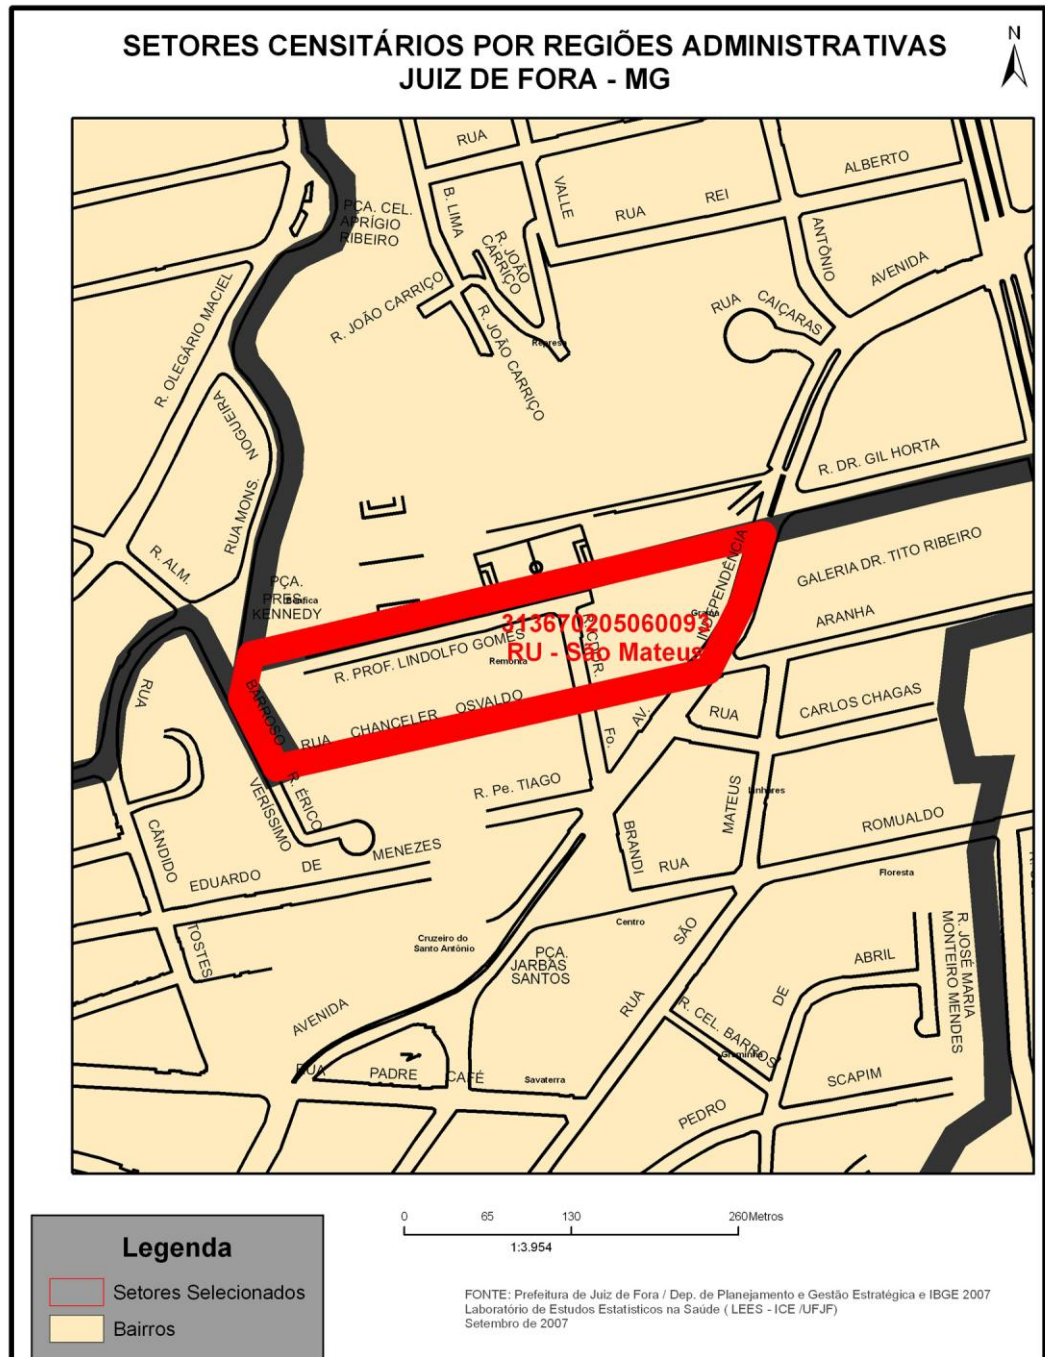 SETORES CENSITÁRIOS POR REGIÕES ADMINISTRATIVAS
JUIZ DE FORA - MG
N
RUA
ALBERTO
VALLE
RUA
REI
B. LIMA
PÇA. CEL.
APRÍGIO
RIBEIRO
R. JOÃO
CARRIÇO
ANTÔNIO
AVENIDA
R. JOÃO CARRIÇO
R. OLEGÁRIO MACIEL
RUA
CAIÇARAS
R. JOÃO CARRIÇO
Represa
NOGUEIRA
R. DR. GIL HORTA
RUA MONS.
R. ALM.
GALERIA DR. TITO RIBEIRO
INDEPENDÊNCIA
PÇA.
PRES.
KENNEDY
Benfica
ARANHA
313670205060093
RU - São Mateus
R. PROF. LINDOLFO GOMES
Remonta
RUA
BARROSO
RUA
CHANCELER
OSVALDO
CARLOS CHAGAS
RUA
AV.
Fo.
R. Pe. TIAGO
R. ÉRICO
VERÍSSIMO
MATEUS
Linhares
CÂNDIDO
BRANDI
ROMUALDO
EDUARDO
DE
MENEZES
RUA
Floresta
TOSTES
Cruzeiro do
Santo Antônio
Centro
SÃO
PÇA.
JARBAS
SANTOS
ABRIL
R. JOSÉ MARIA
MONTEIRO MENDES
AVENIDA
RUA
DE
R. CEL. BARROS
Graminha
RUA
PADRE
CAFÉ
Savaterra
SCAPIM
PEDRO
0 65 130 260Metros
1:3.954
Legenda
Setores Selecionados
Bairros
FONTE: Prefeitura de Juiz de Fora / Dep. de Planejamento e Gestão Estratégica e IBGE 2007
Laboratório de Estudos Estatísticos na Saúde ( LEES - ICE /UFJF)
Setembro de 2007